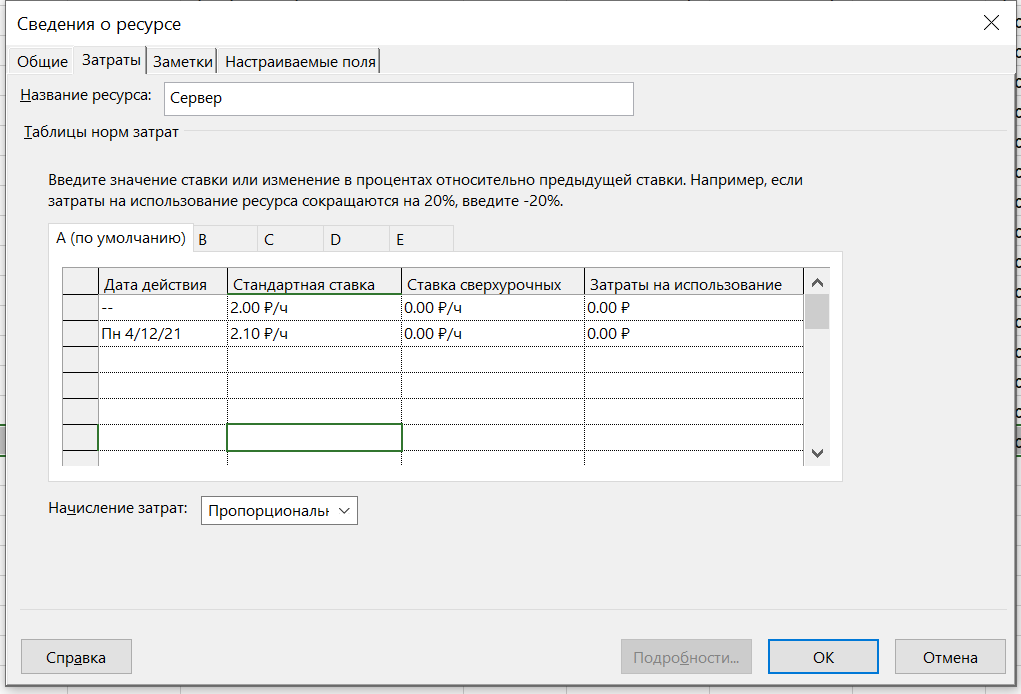 Сведения о ресурсе
Общие Затраты Заметки Настраиваемые поля
Название ресурса: Сервер
Таблицы норм затрат
Введите значение ставки или изменение в процентах относительно предыдущей ставки. Например, если
затраты на использование ресурса сокращаются на 20%, введите -20%.
A (по умолчанию) B C D E
Дата действия Стандартная ставка Ставка сверхурочных Затраты на использование
-- 2.00 ₽/ч 0.00 ₽/ч 0.00 ₽
Пн 4/12/21 2.10 ₽/ч 0.00 ₽/ч 0.00 ₽
Начисление затрат: Пропорциональн
Справка Подробности... ОК Отмена